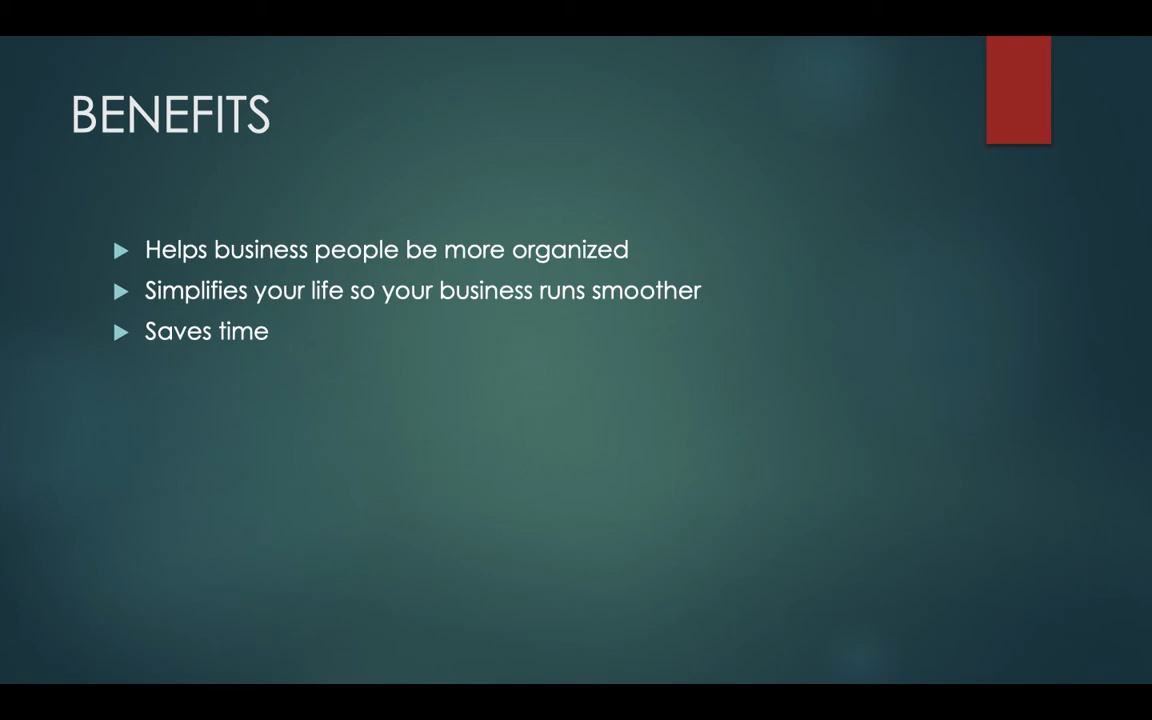 BENEFITS
Helps business people be more organized
Simplifies your life so your business runs smoother
Saves time